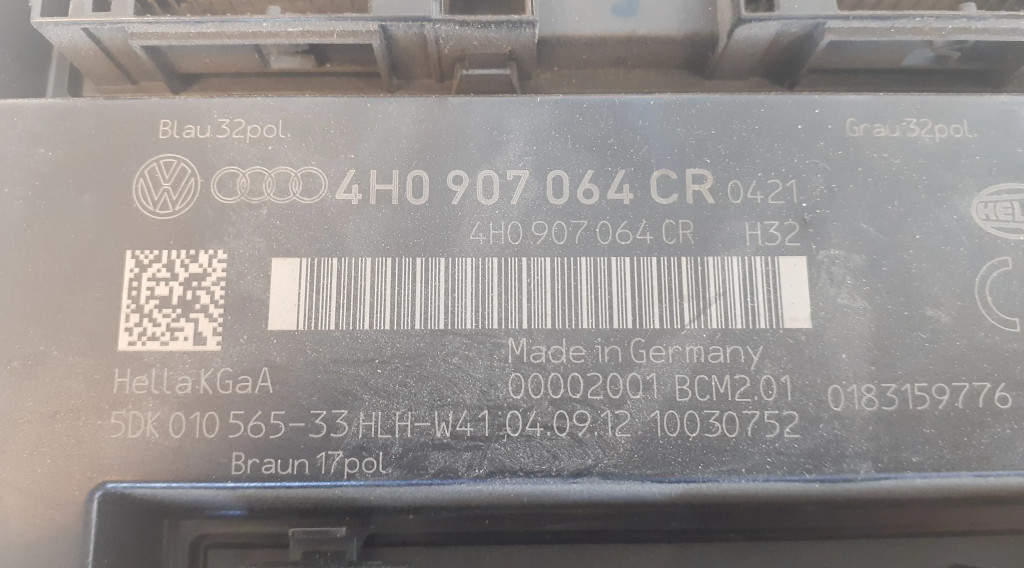 Blau 32pol.
Grau 32pol.
4H0 907 064 CR 0421
4H0 907 064 CR H32
Made in Germany
Hella KGaA
00002001 BCM2.01
0183159776
5DK 010 565-33 HLH-W41 04.09.12 10030752
Braun 17pol.